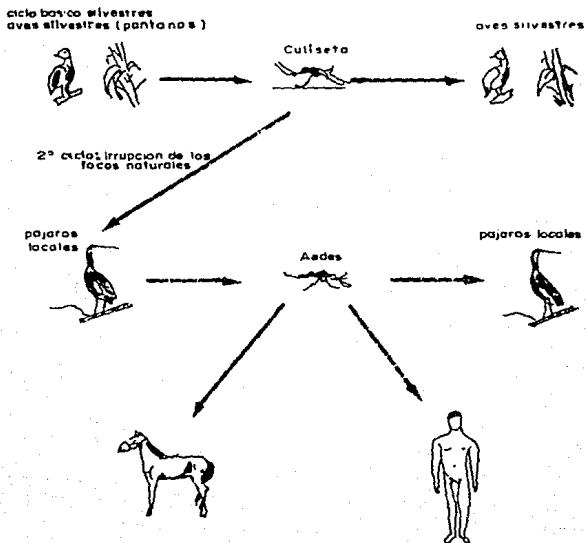 ciclo basico silvestres
aves silvestres (pantanos)
Culiseta
aves silvestres
2º ciclo: irrupcion de los
focos naturales
pajaros
locales
Aedes
pajaros locales